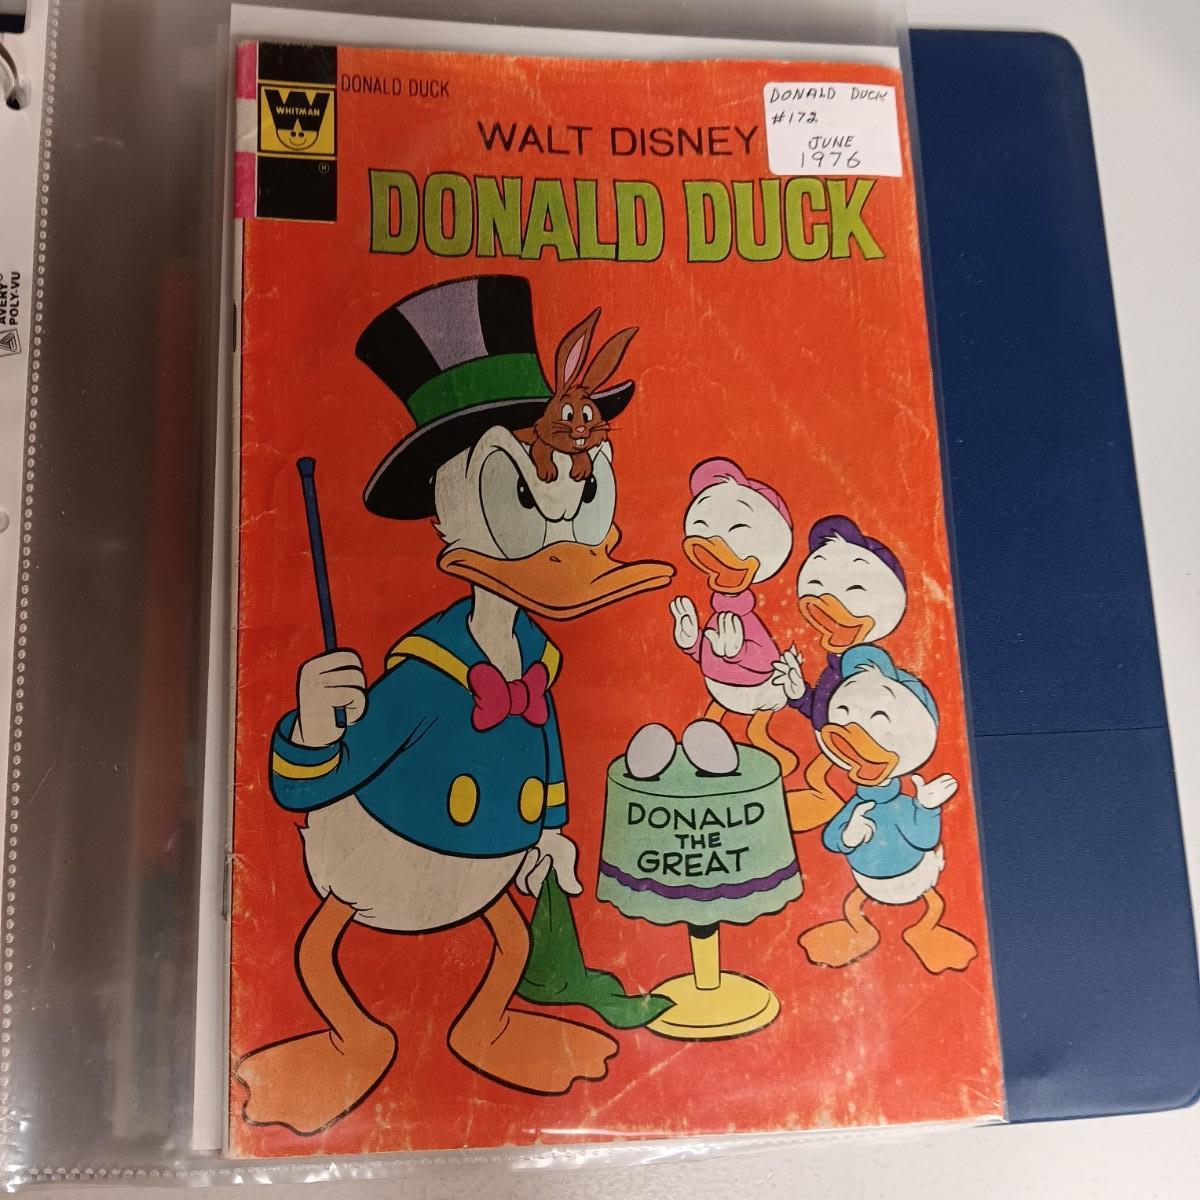 DONALD DUCK
WHITMAN
DONALD DUCK
#172
JUNE
1976
WALT DISNEY
DONALD DUCK
DONALD
THE
GREAT
AVERY®
POLY-VU